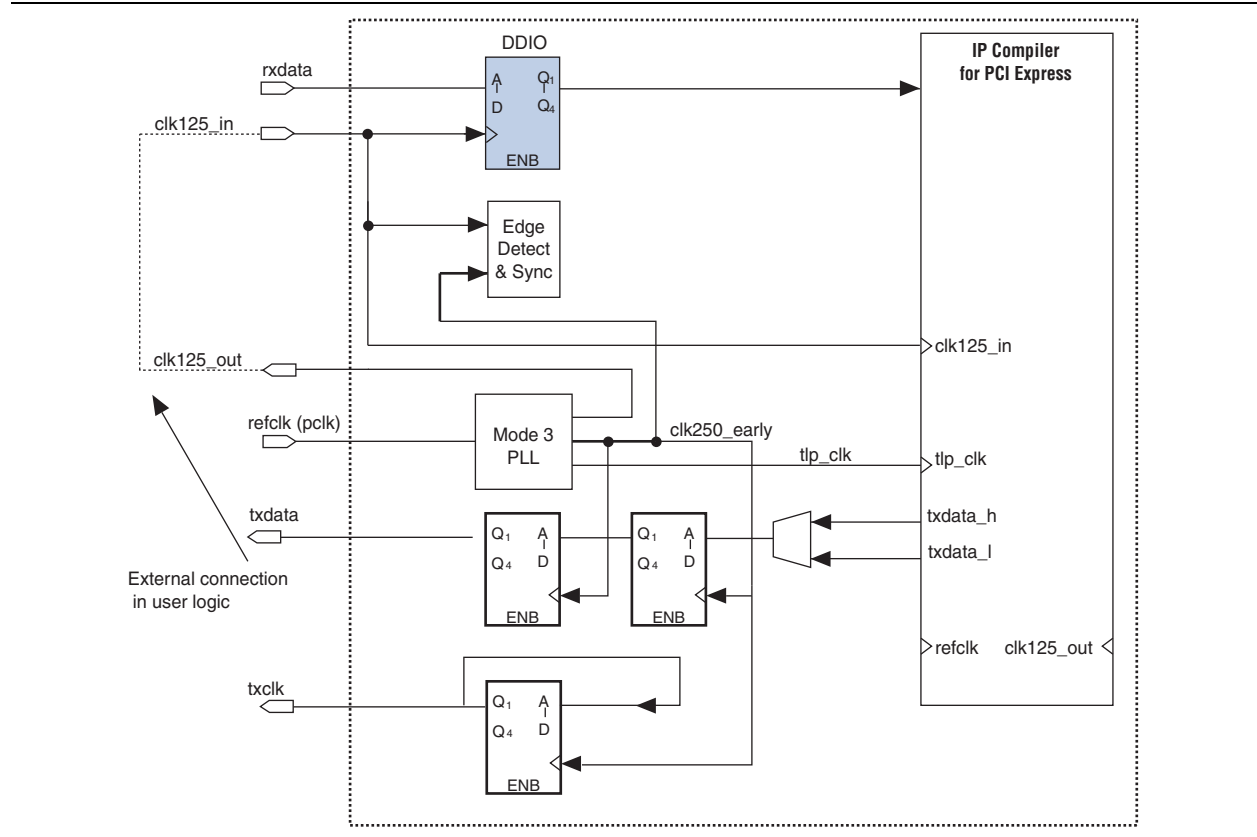 DDIO
IP Compiler
for PCI Express
rxdata
A
D
Q1
Q4
ENB
clk125_in
Edge
Detect
& Sync
clk125_in
clk125_out
refclk (pclk)
Mode 3
PLL
clk250_early
tlp_clk
tlp_clk
txdata
Q1
A
Q4
D
ENB
Q1
A
Q4
D
ENB
txdata_h
txdata_l
External connection
in user logic
refclk
clk125_out
txclk
Q1
A
Q4
D
ENB